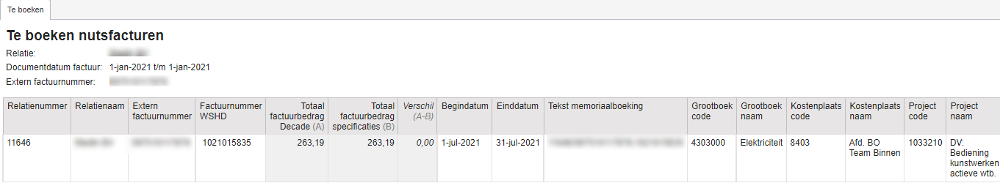 Te boeken
Te boeken nutsfacturen
Relatie:
Documentdatum factuur: 1-jan-2021 t/m 1-jan-2021
Extern factuurnummer:
Relatienummer Relatienaam Extern factuurnummer Factuurnummer WSHD Totaal factuurbedrag Decade (A) Totaal factuurbedrag specificaties (B) Verschil (A-B) Begindatum Einddatum Tekst memoriaalboeking Grootboek code Grootboek naam Kostenplaats code Kostenplaats naam Project code Project naam
11646 1021015835 263,19 263,19 0,00 1-jul-2021 31-jul-2021 4303000 Elektriciteit 8403 Afd. BO Team Binnen 1033210 DV: Bediening kunstwerken actieve wtb.